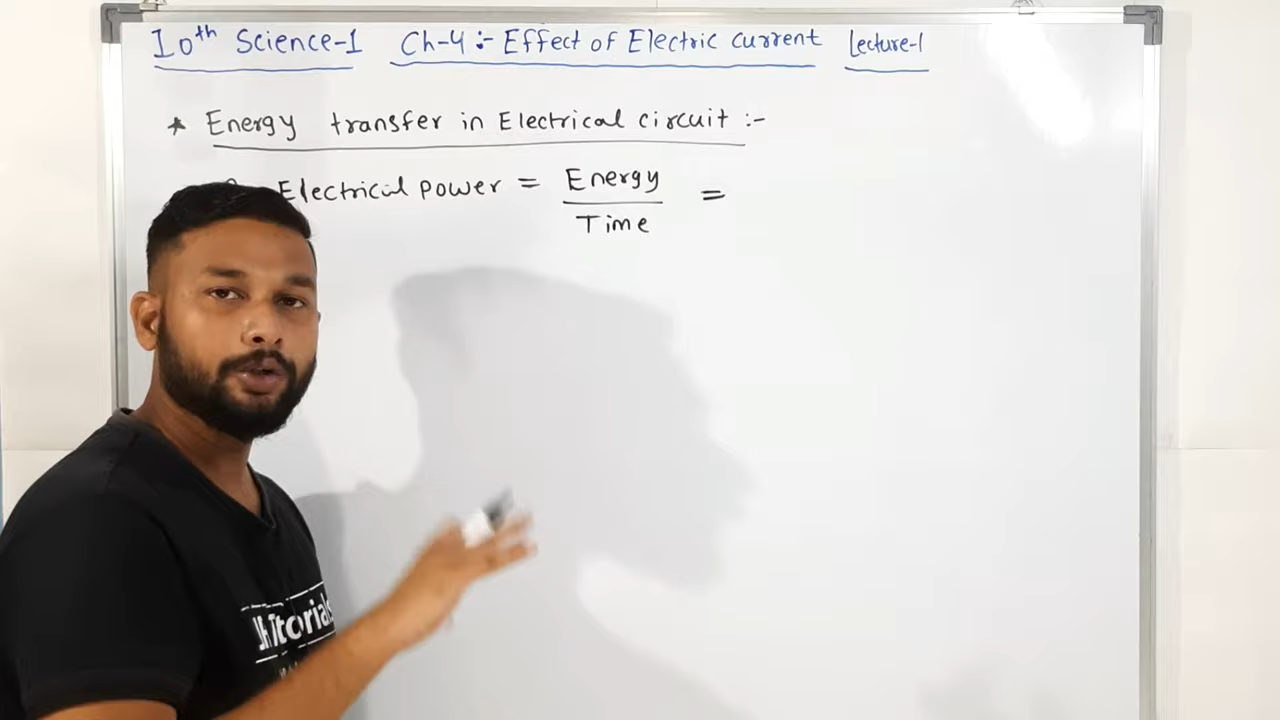 10th Science-1 Ch-4 :- Effect of Electric current Lecture-1
* Energy transfer in Electrical circuit :-
Electrical power = Energy / Time =